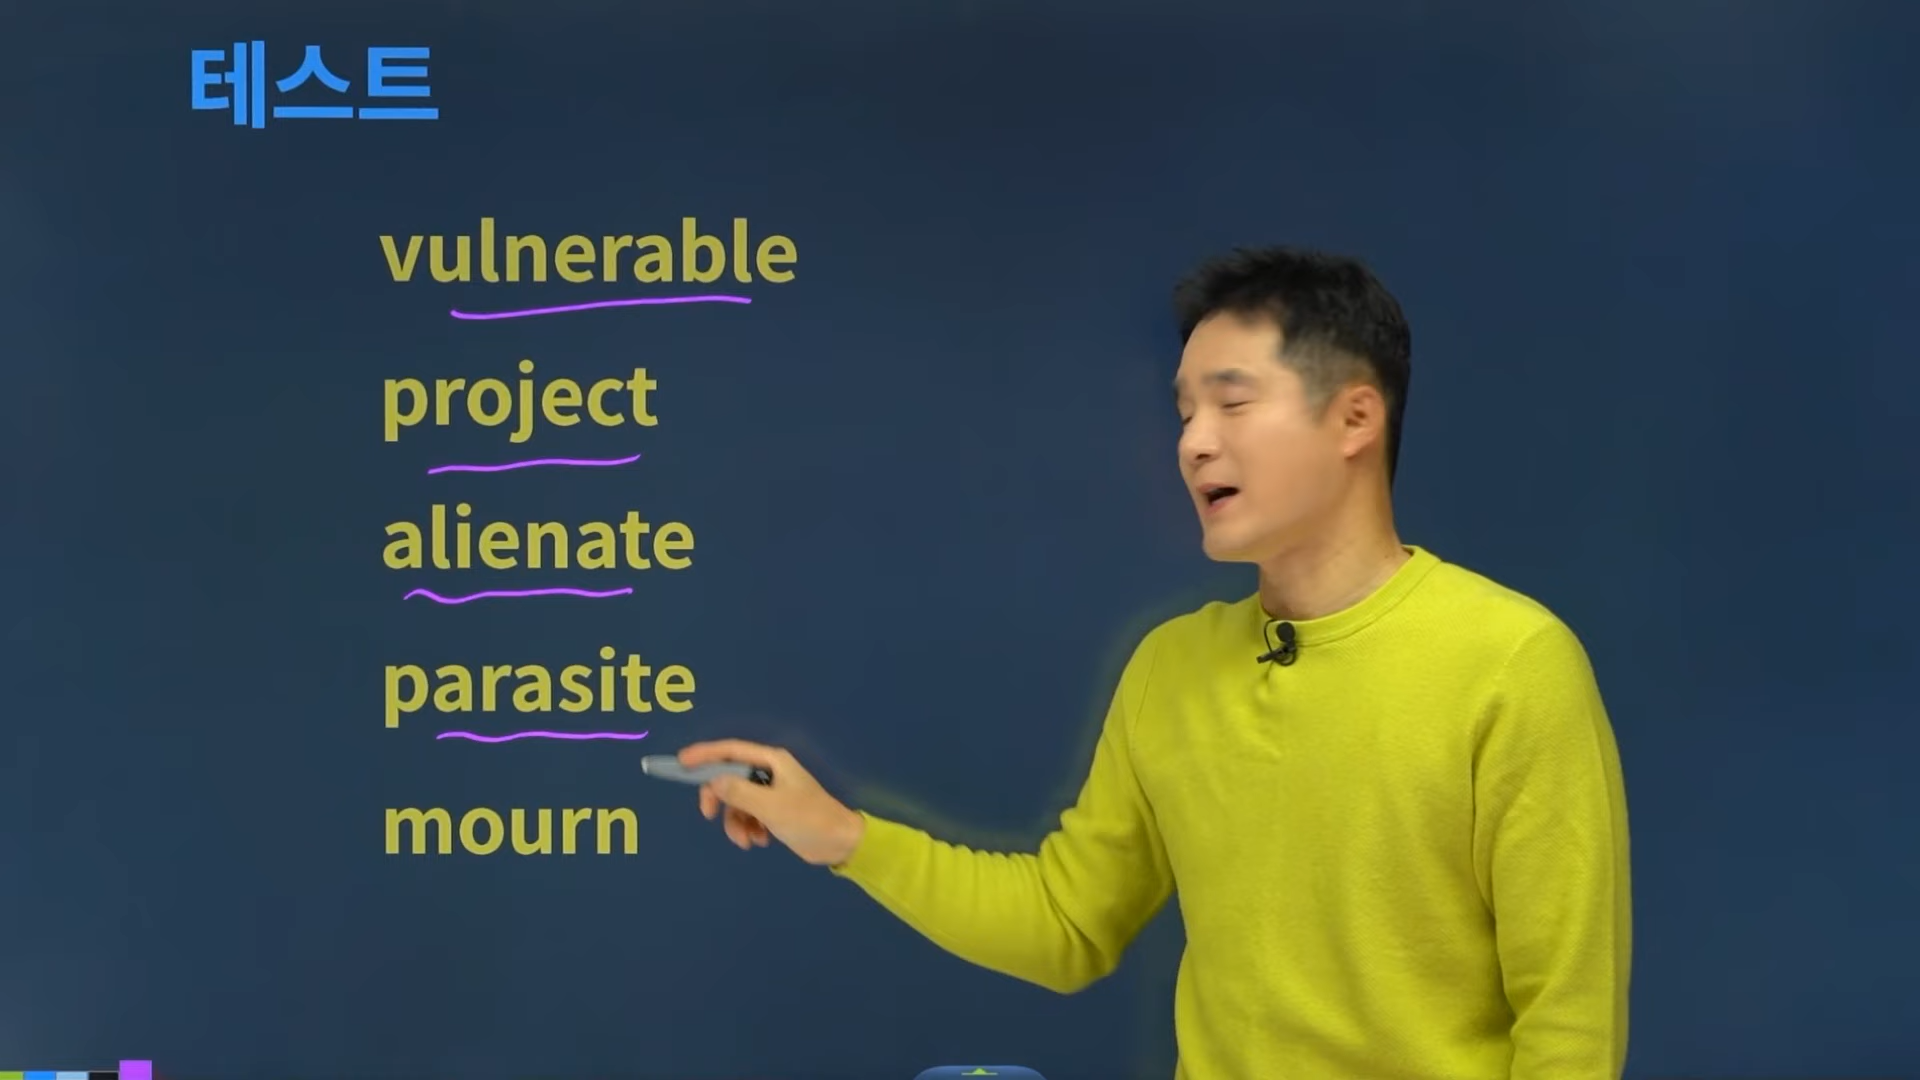 테스트
vulnerable
project
alienate
parasite
mourn